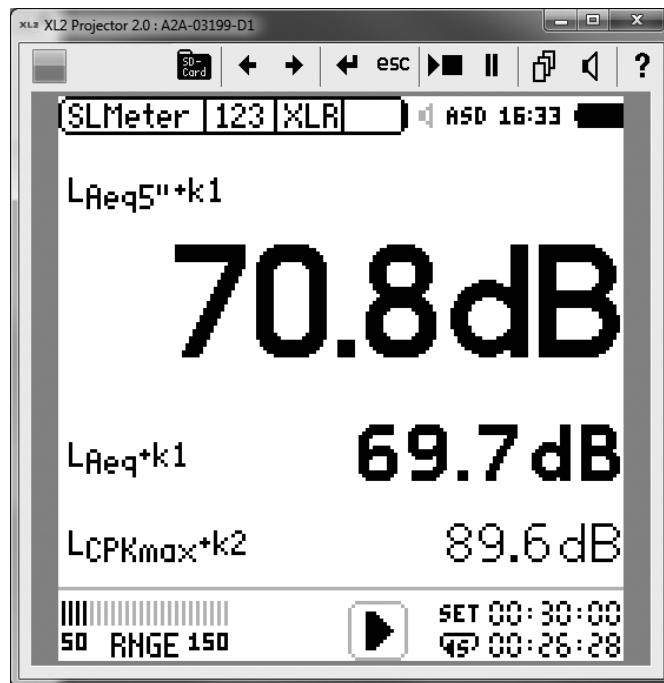 XL2 XL2 Projector 2.0 : A2A-03199-D1
SD-Card esc ?
SLMeter 123 XLR ASD 16:33
LAeq5"+k1
70.8dB
LAeq+k1 69.7dB
LCPKmax+k2 89.6dB
SET 00:30:00
50 RNGE 150 00:26:28